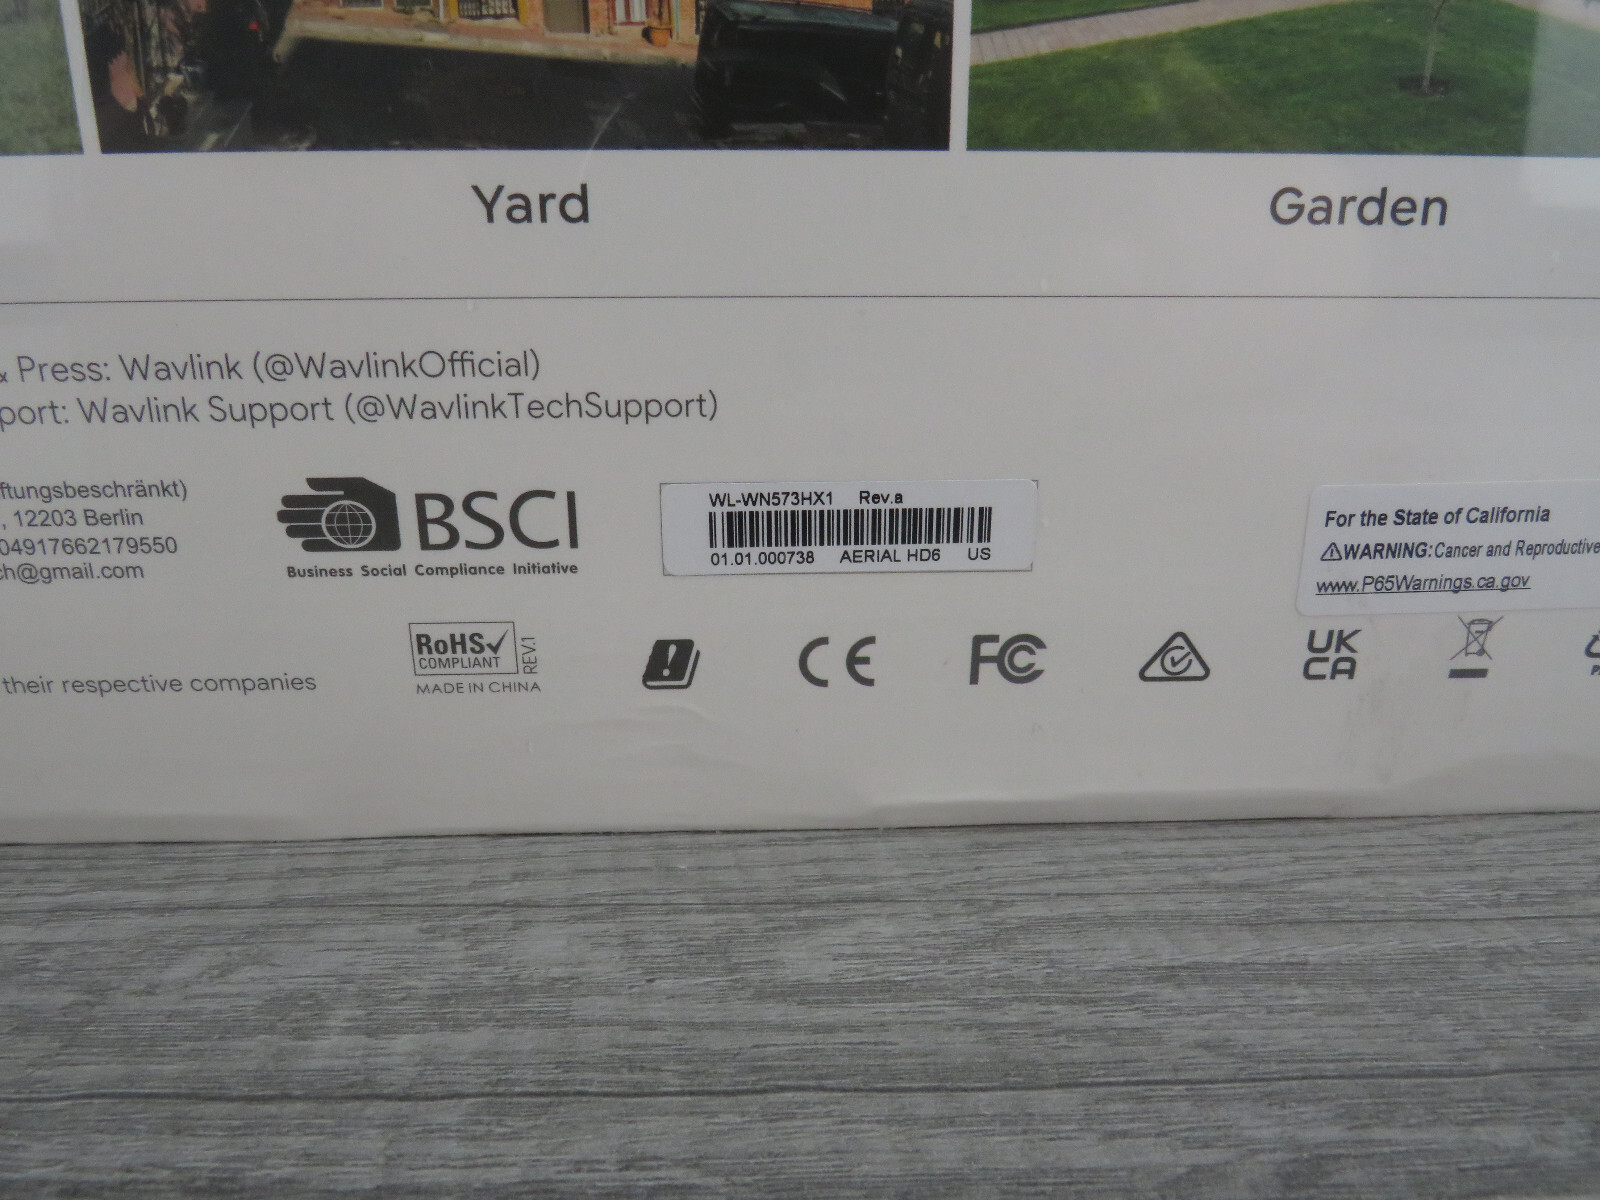 Yard
Garden
Press: Wavlink (@WavlinkOfficial)
port: Wavlink Support (@WavlinkTechSupport)
ftungsbeschränkt)
, 12203 Berlin
04917662179550
ch@gmail.com
BSCI
Business Social Compliance Initiative
WL-WN573HX1 Rev.a
01.01.000738 AERIAL HD6 US
For the State of California
WARNING: Cancer and Reproductive
www.P65Warnings.ca.gov
their respective companies
RoHS
COMPLIANT
REV.1
MADE IN CHINA
CE
FC
UK
CA